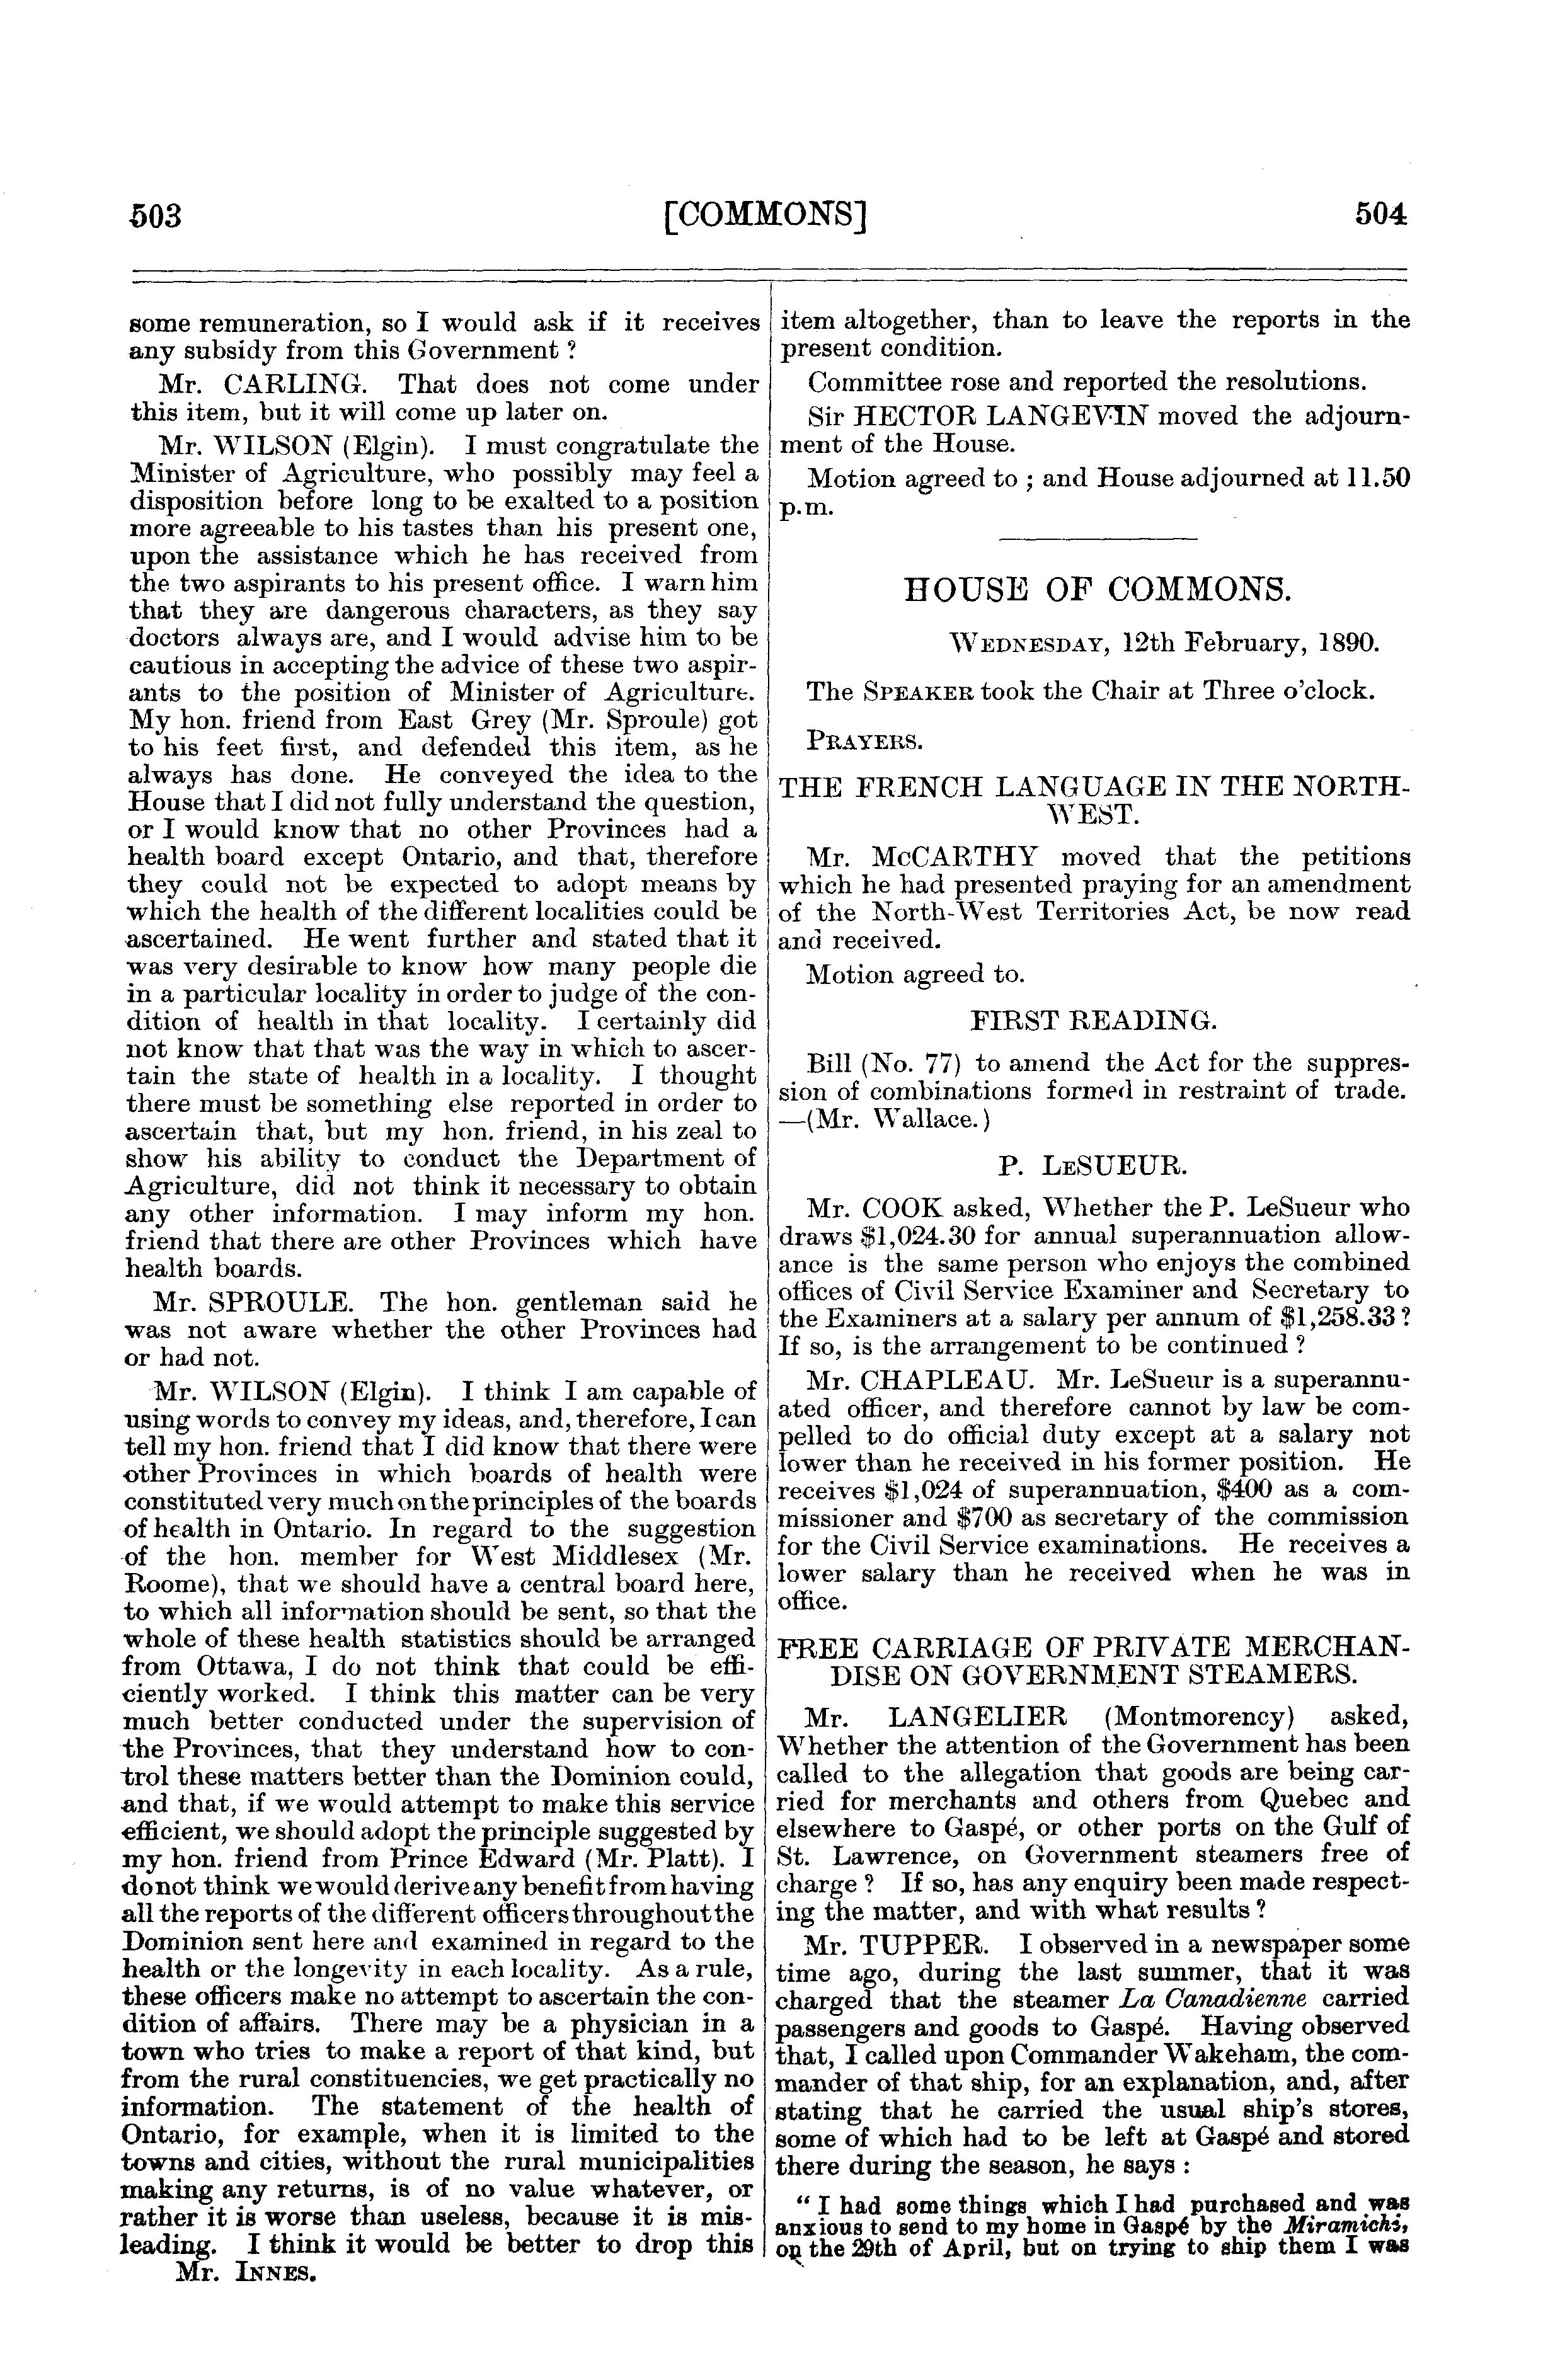 503
[COMMONS]
504
some remuneration, so I would ask if it receives
any subsidy from this Government ?
Mr. CARLING. That does not come under
this item, but it will come up later on.
Mr. WILSON (Elgin). I must congratulate the
Minister of Agriculture, who possibly may feel a
disposition before long to be exalted to a position
more agreeable to his tastes than his present one,
upon the assistance which he has received from
the two aspirants to his present office. I warn him
that they are dangerous characters, as they say
doctors always are, and I would advise him to be
cautious in accepting the advice of these two aspir-
ants to the position of Minister of Agriculture.
My hon. friend from East Grey (Mr. Sproule) got
to his feet first, and defended this item, as he
always has done. He conveyed the idea to the
House that I did not fully understand the question,
or I would know that no other Provinces had a
health board except Ontario, and that, therefore
they could not be expected to adopt means by
which the health of the different localities could be
ascertained. He went further and stated that it
was very desirable to know how many people die
in a particular locality in order to judge of the con-
dition of health in that locality. I certainly did
not know that that was the way in which to ascer-
tain the state of health in a locality. I thought
there must be something else reported in order to
ascertain that, but my hon. friend, in his zeal to
show his ability to conduct the Department of
Agriculture, did not think it necessary to obtain
any other information. I may inform my hon.
friend that there are other Provinces which have
health boards.
Mr. SPROULE. The hon. gentleman said he
was not aware whether the other Provinces had
or had not.
Mr. WILSON (Elgin). I think I am capable of
using words to convey my ideas, and, therefore, I can
tell my hon. friend that I did know that there were
other Provinces in which boards of health were
constituted very much on the principles of the boards
of health in Ontario. In regard to the suggestion
of the hon. member for West Middlesex (Mr.
Roome), that we should have a central board here,
to which all information should be sent, so that the
whole of these health statistics should be arranged
from Ottawa, I do not think that could be effi-
ciently worked. I think this matter can be very
much better conducted under the supervision of
the Provinces, that they understand how to con-
trol these matters better than the Dominion could,
and that, if we would attempt to make this service
efficient, we should adopt the principle suggested by
my hon. friend from Prince Edward (Mr. Platt). I
do not think we would derive any benefit from having
all the reports of the different officers throughout the
Dominion sent here and examined in regard to the
health or the longevity in each locality. As a rule,
these officers make no attempt to ascertain the con-
dition of affairs. There may be a physician in a
town who tries to make a report of that kind, but
from the rural constituencies, we get practically no
information. The statement of the health of
Ontario, for example, when it is limited to the
towns and cities, without the rural municipalities
making any returns, is of no value whatever, or
rather it is worse than useless, because it is mis-
leading. I think it would be better to drop this
Mr. INNES.
item altogether, than to leave the reports in the
present condition.
Committee rose and reported the resolutions.
Sir HECTOR LANGEVIN moved the adjourn-
ment of the House.
Motion agreed to ; and House adjourned at 11.50
p.m.
HOUSE OF COMMONS.
WEDNESDAY, 12th February, 1890.
The SPEAKER took the Chair at Three o'clock.
PRAYERS.
THE FRENCH LANGUAGE IN THE NORTH-
WEST.
Mr. McCARTHY moved that the petitions
which he had presented praying for an amendment
of the North-West Territories Act, be now read
and received.
Motion agreed to.
FIRST READING.
Bill (No. 77) to amend the Act for the suppres-
sion of combinations formed in restraint of trade.
—(Mr. Wallace.)
P. LESUEUR.
Mr. COOK asked, Whether the P. LeSueur who
draws $1,024.30 for annual superannuation allow-
ance is the same person who enjoys the combined
offices of Civil Service Examiner and Secretary to
the Examiners at a salary per annum of $1,258.33 ?
If so, is the arrangement to be continued ?
Mr. CHAPLEAU. Mr. LeSueur is a superannu-
ated officer, and therefore cannot by law be com-
pelled to do official duty except at a salary not
lower than he received in his former position. He
receives $1,024 of superannuation, $400 as a com-
missioner and $700 as secretary of the commission
for the Civil Service examinations. He receives a
lower salary than he received when he was in
office.
FREE CARRIAGE OF PRIVATE MERCHAN-
DISE ON GOVERNMENT STEAMERS.
Mr. LANGELIER (Montmorency) asked,
Whether the attention of the Government has been
called to the allegation that goods are being car-
ried for merchants and others from Quebec and
elsewhere to Gaspé, or other ports on the Gulf of
St. Lawrence, on Government steamers free of
charge ? If so, has any enquiry been made respect-
ing the matter, and with what results ?
Mr. TUPPER. I observed in a newspaper some
time ago, during the last summer, that it was
charged that the steamer La Canadienne carried
passengers and goods to Gaspé. Having observed
that, I called upon Commander Wakeham, the com-
mander of that ship, for an explanation, and, after
stating that he carried the usual ship's stores,
some of which had to be left at Gaspé and stored
there during the season, he says :
" I had some things which I had purchased and was
anxious to send to my home in Gaspé by the Miramichi,
on the 29th of April, but on trying to ship them I was